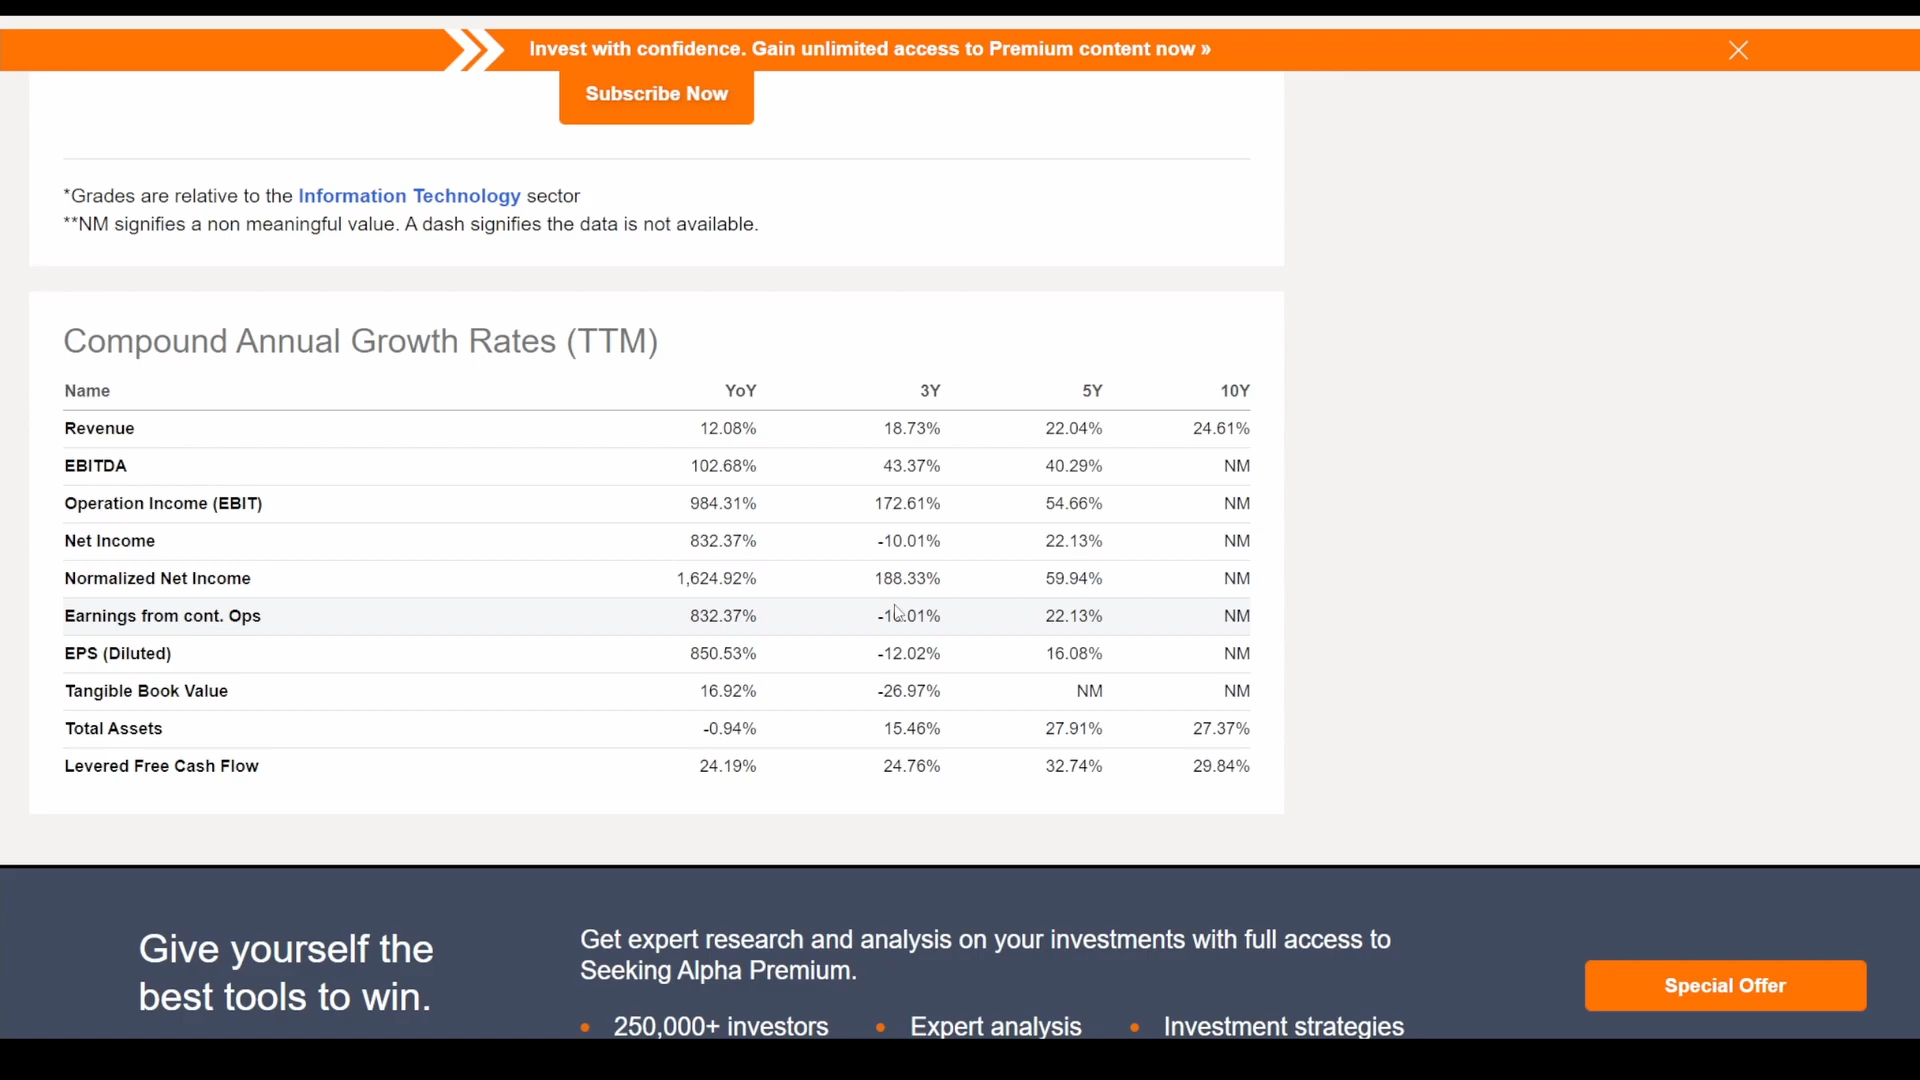 Invest with confidence. Gain unlimited access to Premium content now »
Subscribe Now
*Grades are relative to the Information Technology sector
**NM signifies a non meaningful value. A dash signifies the data is not available.
Compound Annual Growth Rates (TTM)
Name YoY 3Y 5Y 10Y
Revenue 12.08% 18.73% 22.04% 24.61%
EBITDA 102.68% 43.37% 40.29% NM
Operation Income (EBIT) 984.31% 172.61% 54.66% NM
Net Income 832.37% -10.01% 22.13% NM
Normalized Net Income 1,624.92% 188.33% 59.94% NM
Earnings from cont. Ops 832.37% -10.01% 22.13% NM
EPS (Diluted) 850.53% -12.02% 16.08% NM
Tangible Book Value 16.92% -26.97% NM NM
Total Assets -0.94% 15.46% 27.91% 27.37%
Levered Free Cash Flow 24.19% 24.76% 32.74% 29.84%
Give yourself the
best tools to win.
Get expert research and analysis on your investments with full access to
Seeking Alpha Premium.
• 250,000+ investors • Expert analysis • Investment strategies
Special Offer